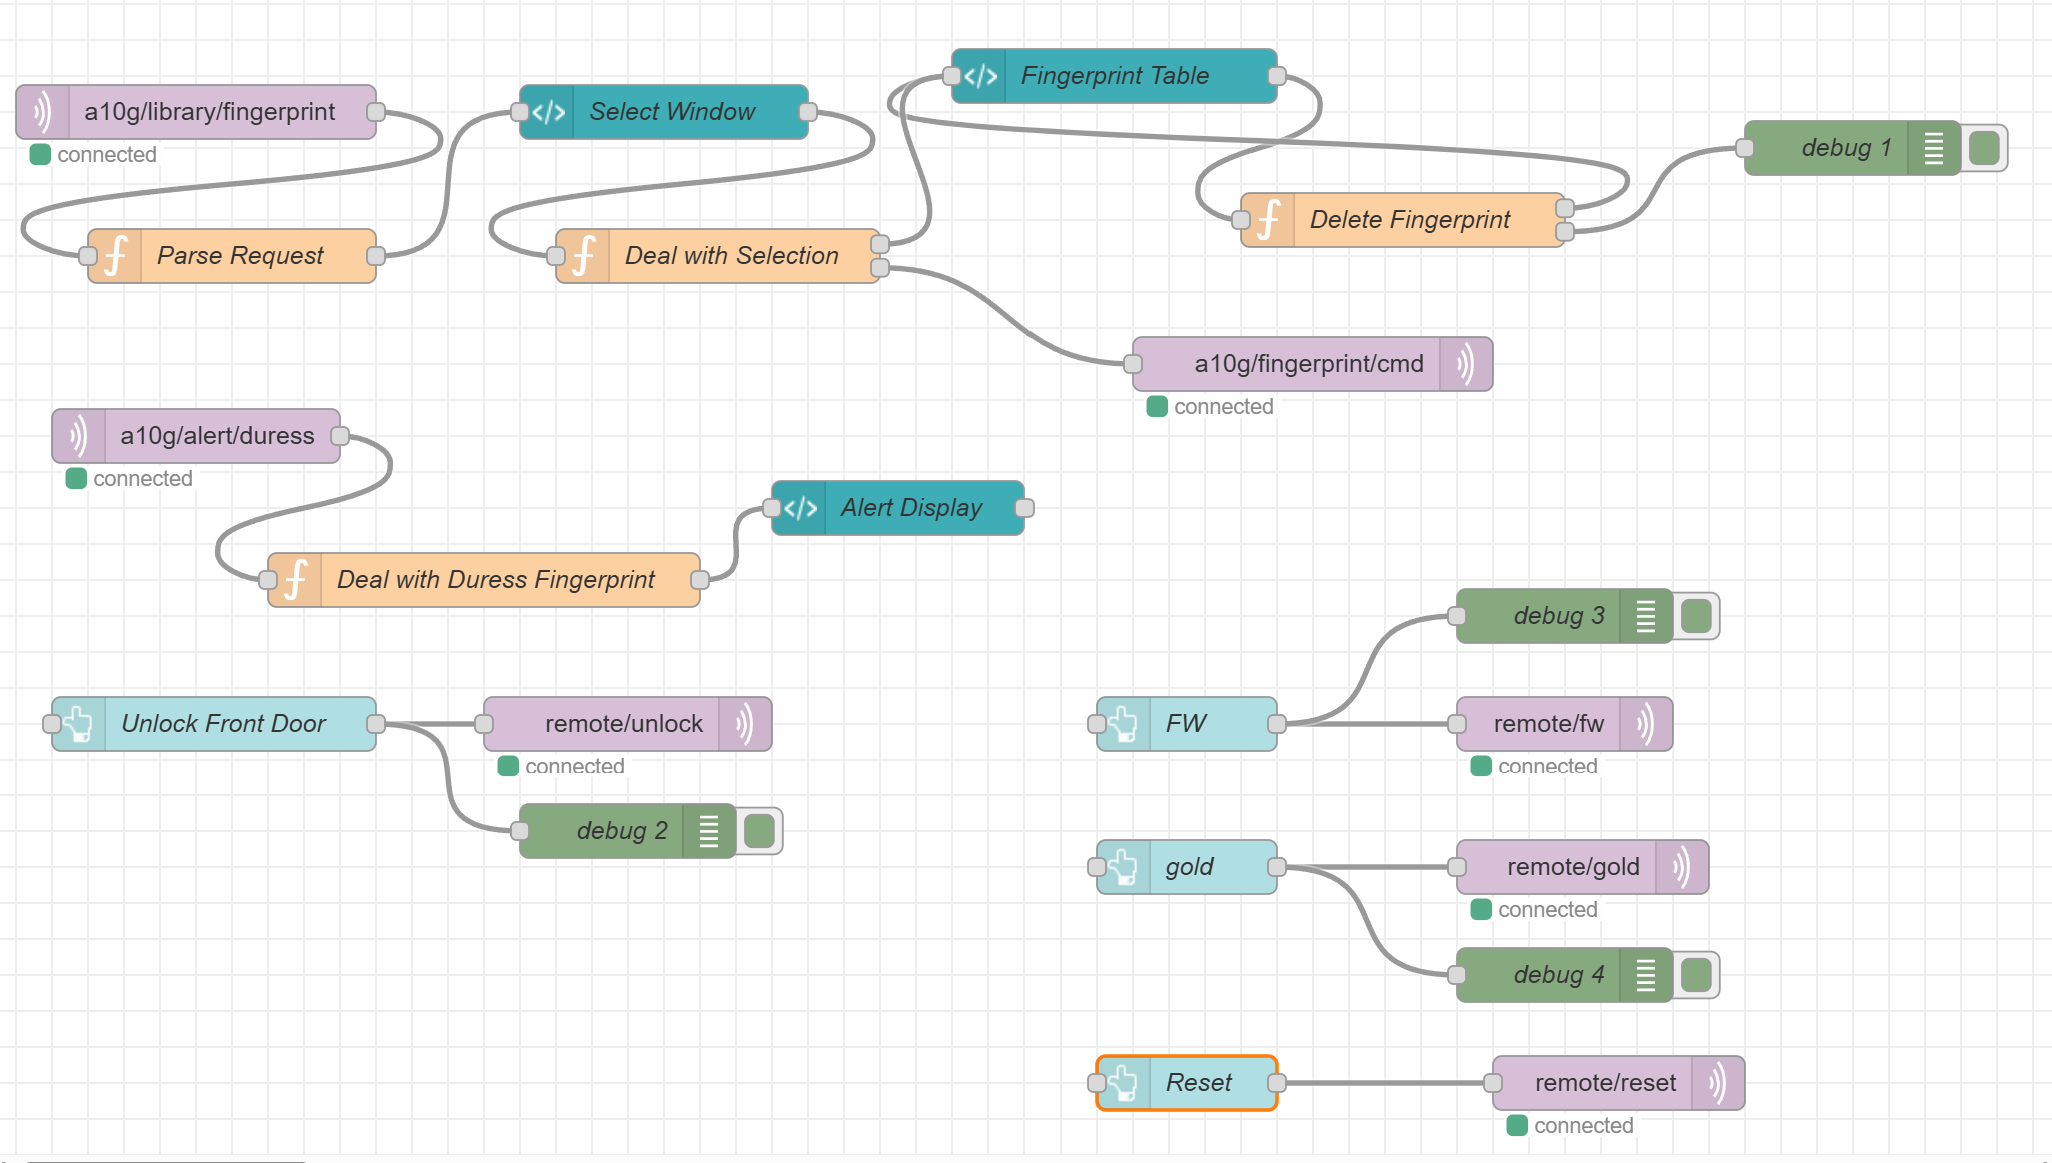 Fingerprint Table
a10g/library/fingerprint
connected
Select Window
debug 1
Parse Request
Deal with Selection
Delete Fingerprint
a10g/fingerprint/cmd
connected
a10g/alert/duress
connected
Alert Display
Deal with Duress Fingerprint
debug 3
Unlock Front Door
remote/unlock
connected
FW
remote/fw
connected
debug 2
gold
remote/gold
connected
debug 4
Reset
remote/reset
connected